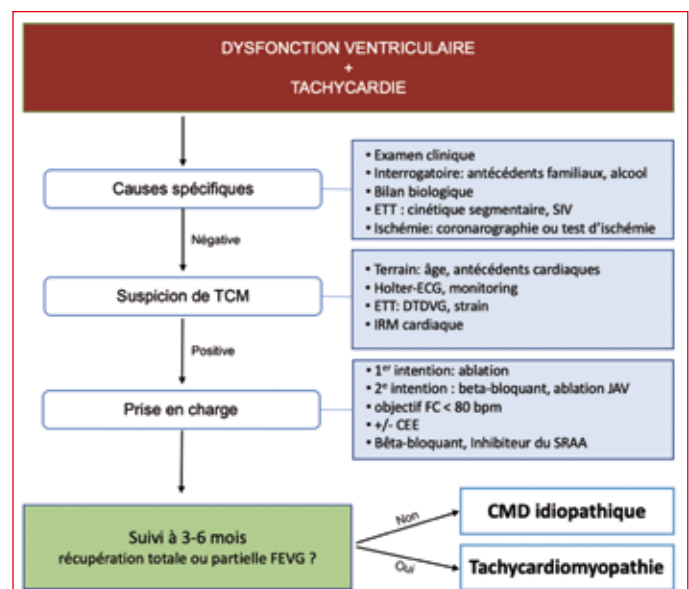 DYSFONCTION VENTRICULAIRE
+
TACHYCARDIE
Causes spécifiques
• Examen clinique
• Interrogatoire: antécédents familiaux, alcool
• Bilan biologique
• ETT : cinétique segmentaire, SIV
• Ischémie: coronarographie ou test d'ischémie
Négative
Suspicion de TCM
• Terrain: âge, antécédents cardiaques
• Holter-ECG, monitoring
• ETT: DTDVG, strain
• IRM cardiaque
Positive
Prise en charge
• 1er intention: ablation
• 2e intention : beta-bloquant, ablation JAV
• objectif FC < 80 bpm
• +/- CEE
• Bêta-bloquant, Inhibiteur du SRAA
Suivi à 3-6 mois
récupération totale ou partielle FEVG ?
Non
CMD idiopathique
Oui
Tachycardiomyopathie